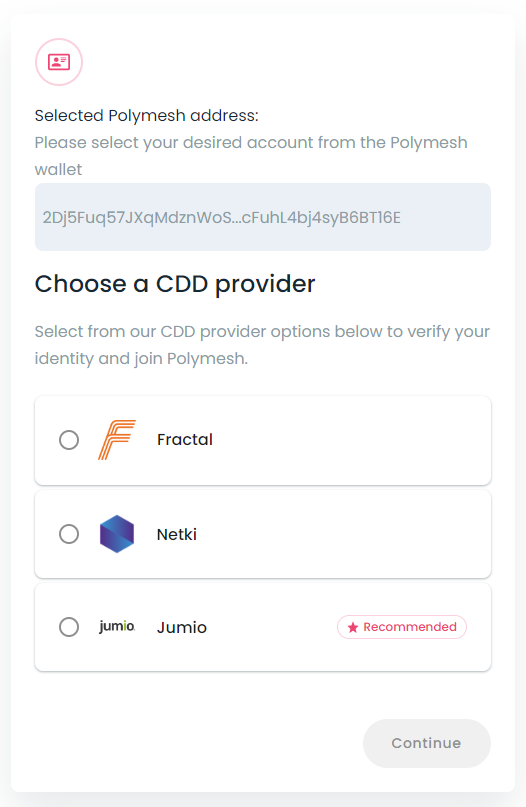 Selected Polymesh address:
Please select your desired account from the Polymesh
wallet
2Dj5Fuq57JXqMdznWoS...cFuhL4bj4syB6BT16E
Choose a CDD provider
Select from our CDD provider options below to verify your
identity and join Polymesh.
Fractal
Netki
jumio. Jumio Recommended
Continue